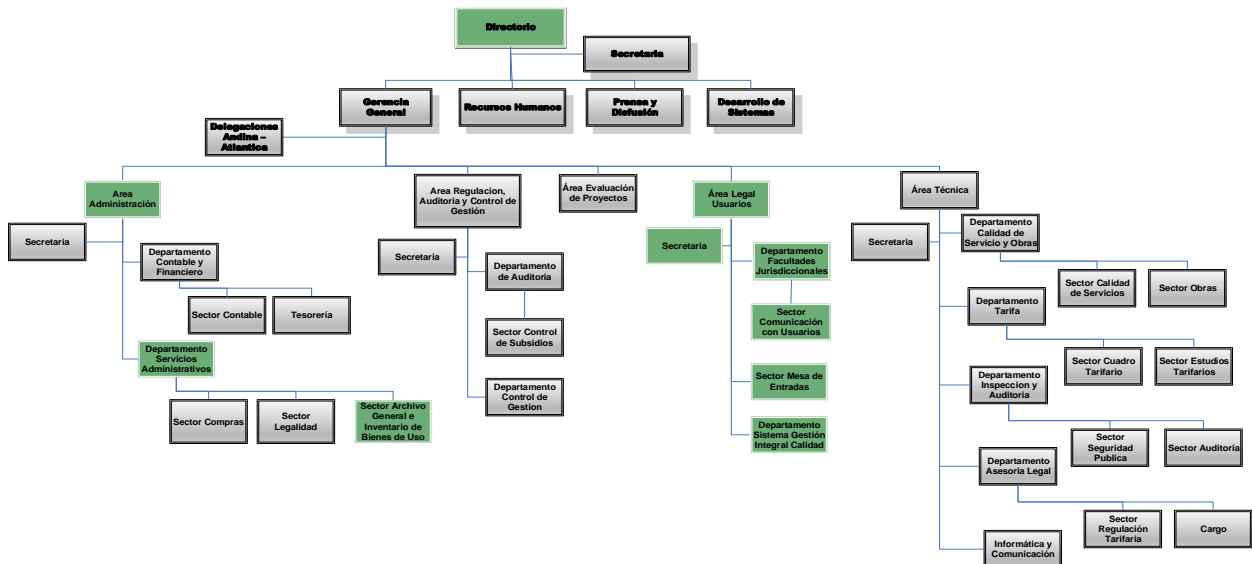 Directorio
Secretaria
Gerencia
General
Recursos Humanos
Prensa y
Disfusión
Desarrollo de
Sistemas
Delegaciones
Andina –
Atlantica
Area
Administración
Area Regulacion,
Auditoria y Control de
Gestión
Área Evaluación
de Proyectos
Área Legal
Usuarios
Área Técnica
Secretaria
Departamento
Contable y
Financiero
Sector Contable
Tesorería
Departamento
Servicios
Administrativos
Sector Compras
Sector
Legalidad
Sector Archivo
General e
Inventario de
Bienes de Uso
Secretaria
Departamento
de Auditoria
Sector Control
de Subsidios
Departamento
Control de
Gestion
Secretaria
Departamento
Facultades
Jurisdiccionales
Sector
Comunicación
con Usuarios
Sector Mesa de
Entradas
Departamento
Sistema Gestión
Integral Calidad
Secretaria
Departamento
Calidad de
Servicio y Obras
Sector Calidad
de Servicios
Sector Obras
Departamento
Tarifa
Sector Cuadro
Tarifario
Sector Estudios
Tarifarios
Departamento
Inspeccion y
Auditoria
Sector
Seguridad
Publica
Sector Auditoria
Departamento
Asesoría Legal
Sector
Regulación
Tarifaria
Cargo
Informática y
Comunicación